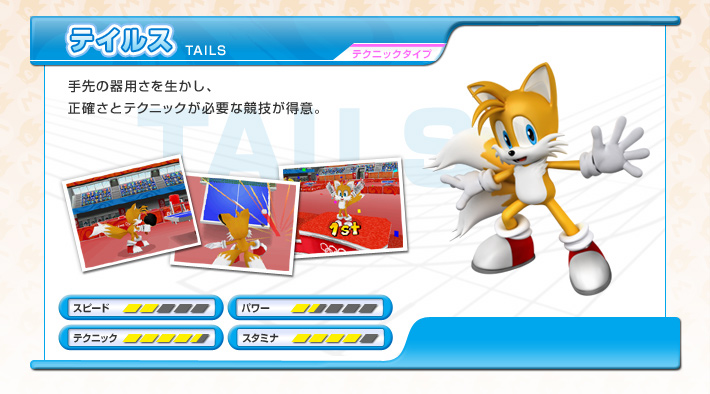 テイルス TAILS
テクニックタイプ
手先の器用さを生かし、
正確さとテクニックが必要な競技が得意。
TAILS
1st
スピード
パワー
テクニック
スタミナ